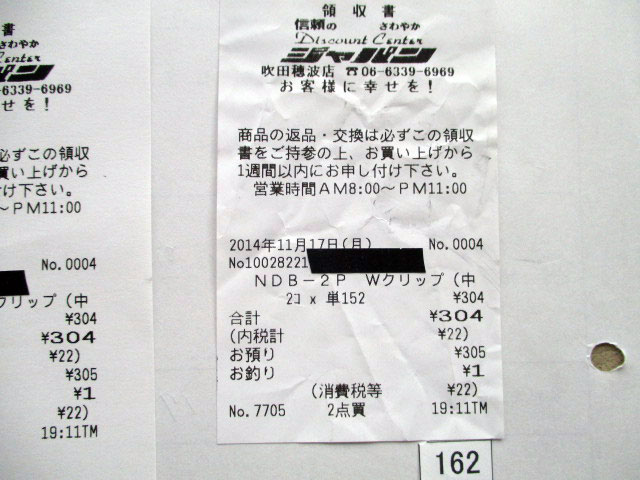 領収書
信頼の さわやか
Discount Center
ジャパン
吹田穂波店 ☎06-6339-6969
お客様に幸せを!
商品の返品・交換は必ずこの領収
書をご持参の上、お買い上げから
1週間以内にお申し付け下さい。
営業時間AM8:00~PM11:00
2014年11月17日(月) No.0004
No10028221
NDB-2P Wクリップ(中
2コ x 単152 ¥304
合計 ¥304
(内税計 ¥22)
お預り ¥305
お釣り ¥1
(消費税等 ¥22)
No.7705 2点買 19:11TM
162
さわやか
Center
パン
-6339-6969
せを!
必ずこの領収
買い上げから
付け下さい。
~PM11:00
No.0004
クリップ(中
¥304
¥304
¥22)
¥305
¥1
¥22)
19:11TM